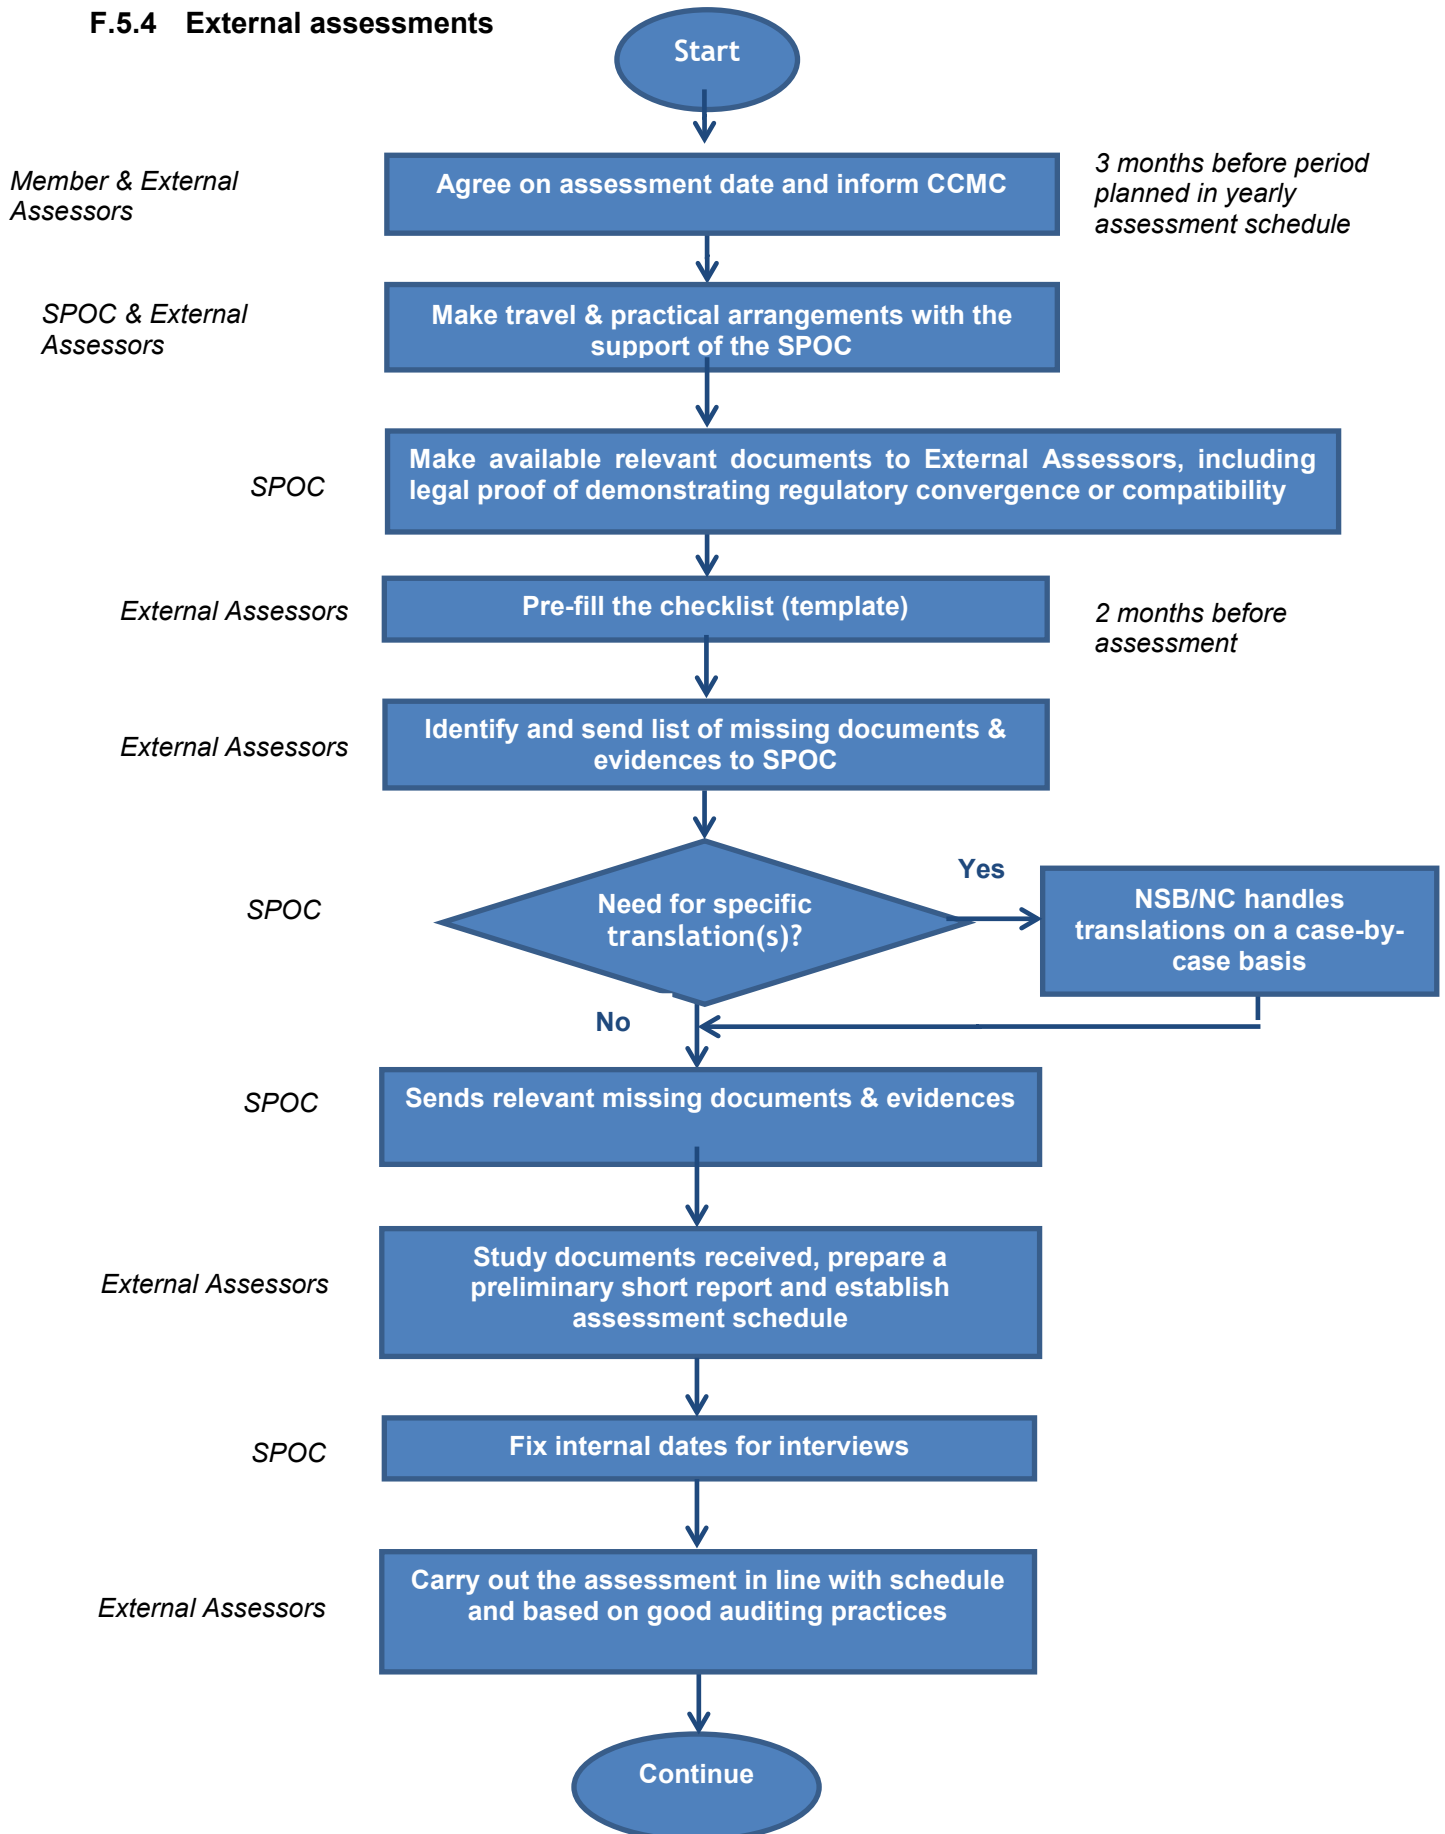 F.5.4 External assessments
Start
Member & External
Assessors
Agree on assessment date and inform CCMC
3 months before period
planned in yearly
assessment schedule
SPOC & External
Assessors
Make travel & practical arrangements with the
support of the SPOC
SPOC
Make available relevant documents to External Assessors, including
legal proof of demonstrating regulatory convergence or compatibility
External Assessors
Pre-fill the checklist (template)
2 months before
assessment
External Assessors
Identify and send list of missing documents &
evidences to SPOC
SPOC
Need for specific
translation(s)?
Yes
NSB/NC handles
translations on a case-by-
case basis
No
SPOC
Sends relevant missing documents & evidences
External Assessors
Study documents received, prepare a
preliminary short report and establish
assessment schedule
SPOC
Fix internal dates for interviews
External Assessors
Carry out the assessment in line with schedule
and based on good auditing practices
Continue